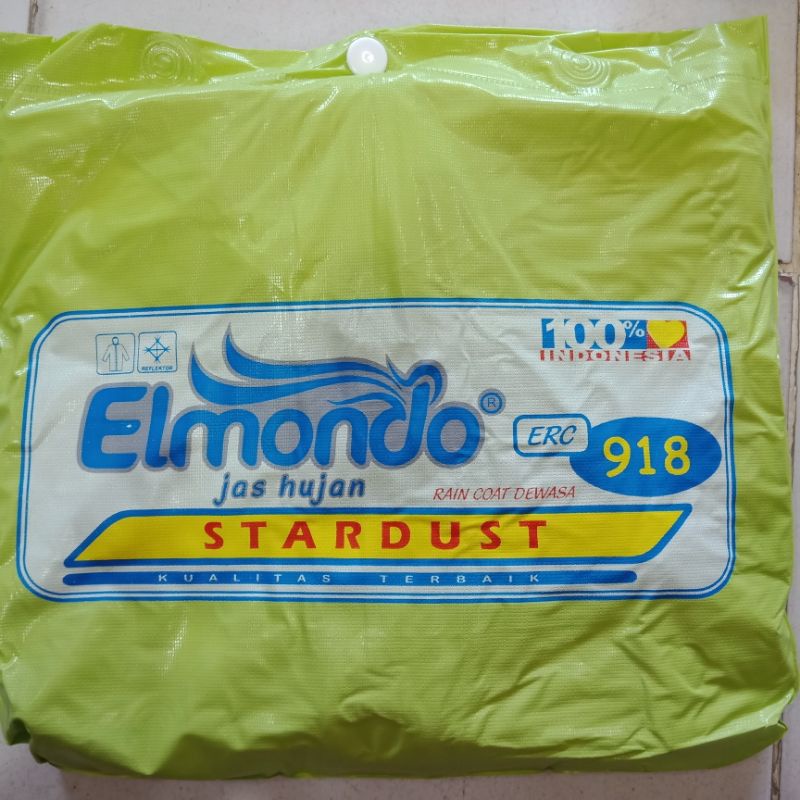 100%
INDONESIA
REFLEKTOR
Elmondo®
jas hujan
ERC 918
RAIN COAT DEWASA
STARDUST
KUALITAS TERBAIK